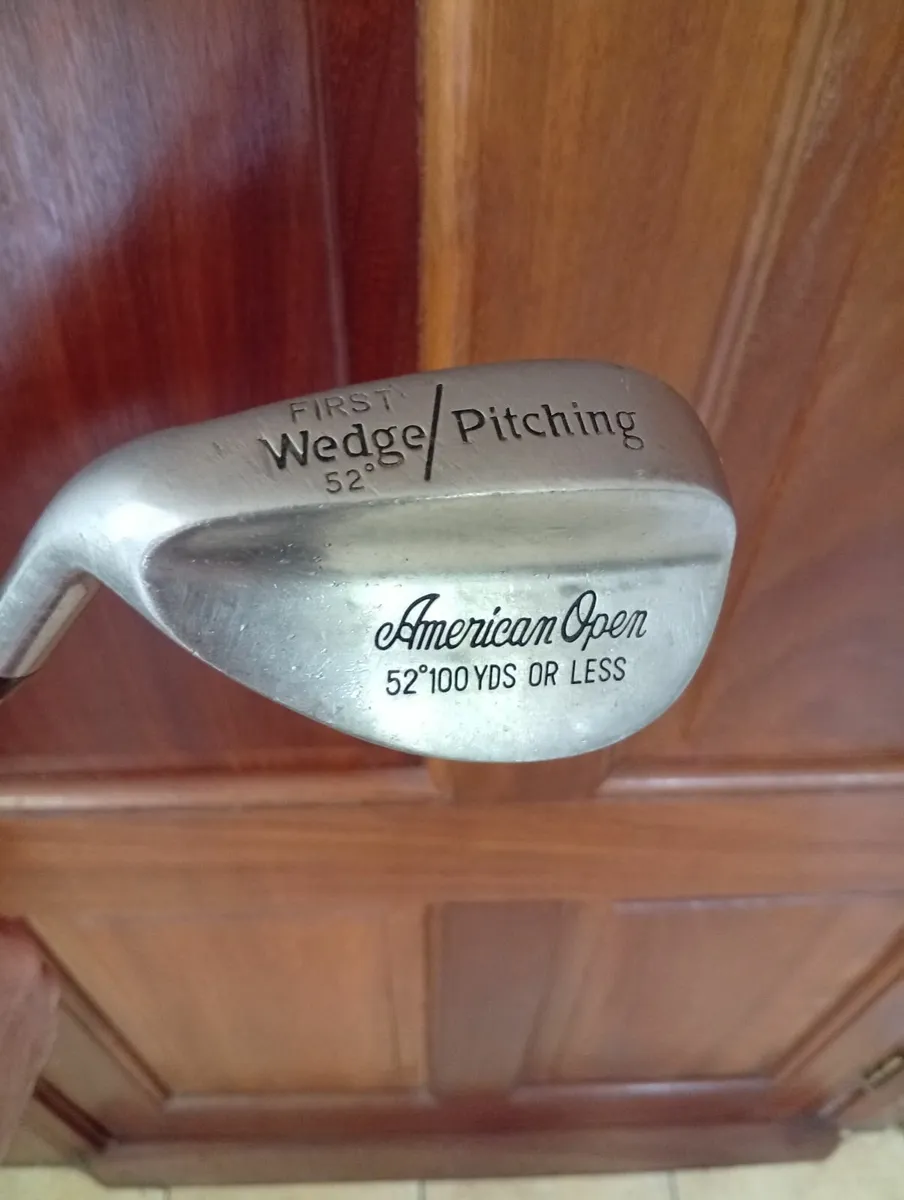 FIRST
Wedge/Pitching
52°
American Open
52° 100 YDS OR LESS